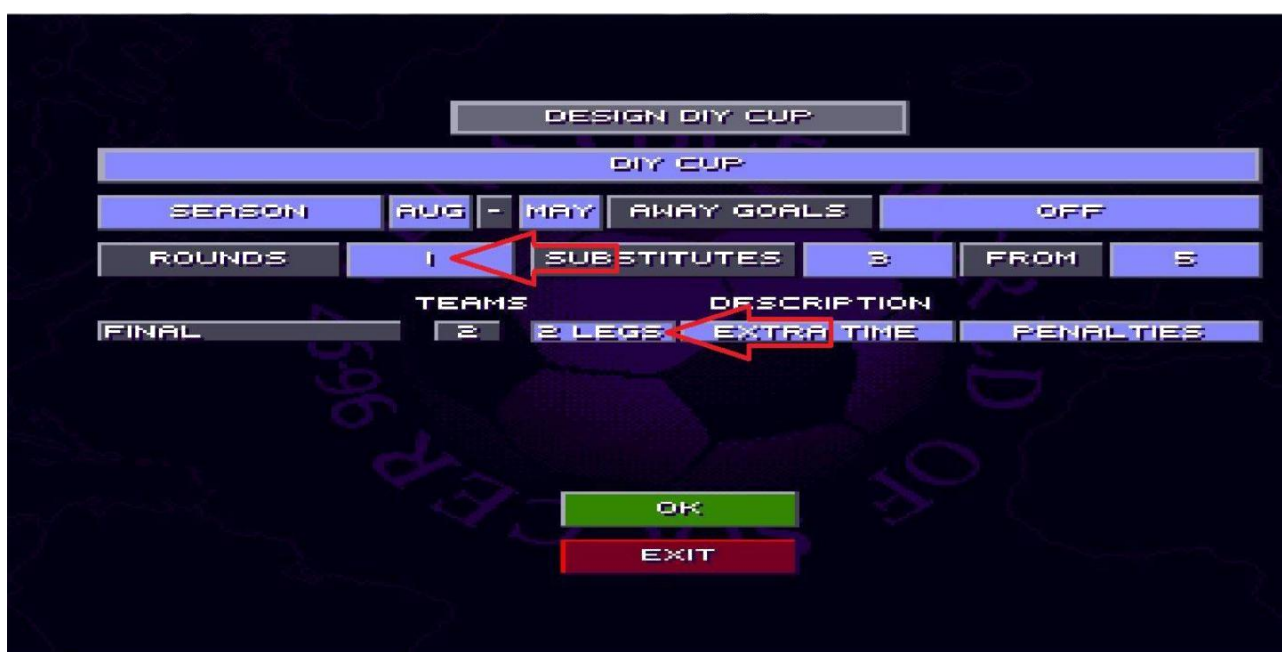 DESIGN DIY CUP
DIY CUP
SEASON AUG - MAY AWAY GOALS OFF
ROUNDS 1 SUBSTITUTES 3 FROM 5
TEAMS DESCRIPTION
FINAL 2 2 LEGS EXTRA TIME PENALTIES
OK
EXIT